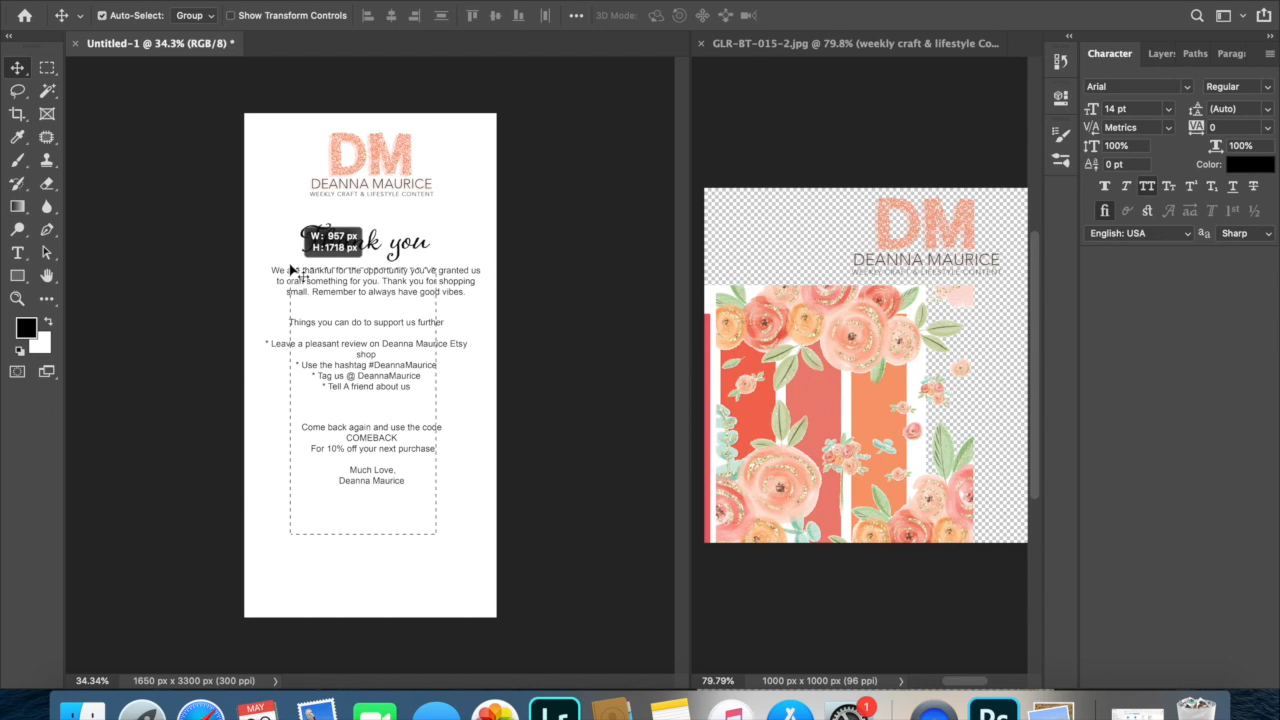 Auto-Select: Group Show Transform Controls 3D Mode:
Untitled-1 @ 34.3% (RGB/8) *
GLR-BT-015-2.jpg @ 79.8% (weekly craft & lifestyle Co...
Character Layer: Paths Parag
Arial Regular
14 pt (Auto)
Metrics 0
100% 100%
0 pt Color:
English: USA Sharp
DM
DEANNA MAURICE
WEEKLY CRAFT & LIFESTYLE CONTENT
Thank you
W: 957 px
H: 1718 px
We are thankful for the opportunity you've granted us
to craft something for you. Thank you for shopping
small. Remember to always have good vibes.
Things you can do to support us further
* Leave a pleasant review on Deanna Maurice Etsy
shop
* Use the hashtag #DeannaMaurice
* Tag us @ DeannaMaurice
* Tell A friend about us
Come back again and use the code
COMEBACK
For 10% off your next purchase
Much Love,
Deanna Maurice
DM
DEANNA MAURICE
WEEKLY CRAFT & LIFESTYLE CONTENT
34.34% 1650 px x 3300 px (300 ppi)
79.79% 1000 px x 1000 px (96 ppi)
MAY
Lr
1
Ps